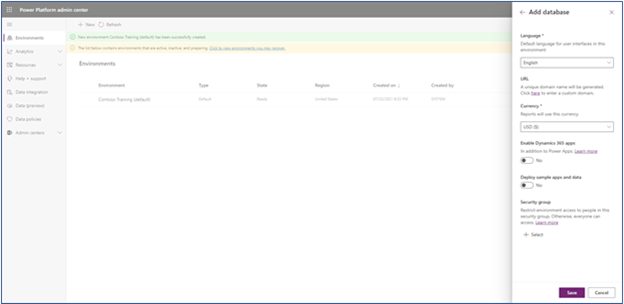 Power Platform admin center
New
Refresh
New environment Contoso Training (default) has been successfully created.
The list below contains environments that are active, inactive, and preparing. Click to view environments you may recover.
Environments
Analytics
Resources
Help + support
Data integration
Data (preview)
Data policies
Admin centers
Environments
Environment Type State Region Created on Created by
Contoso Training (default) Default Ready United States SYSTEM
Add database
Language *
Default language for user interfaces in this
environment
English
URL
A unique domain name will be generated.
Click here to enter a custom domain.
Currency *
Reports will use this currency.
USD ($)
Enable Dynamics 365 apps
In addition to Power Apps. Learn more
No
Deploy sample apps and data
No
Security group
Restrict environment access to people in this
security group. Otherwise, everyone can
access. Learn more
Select
Save
Cancel